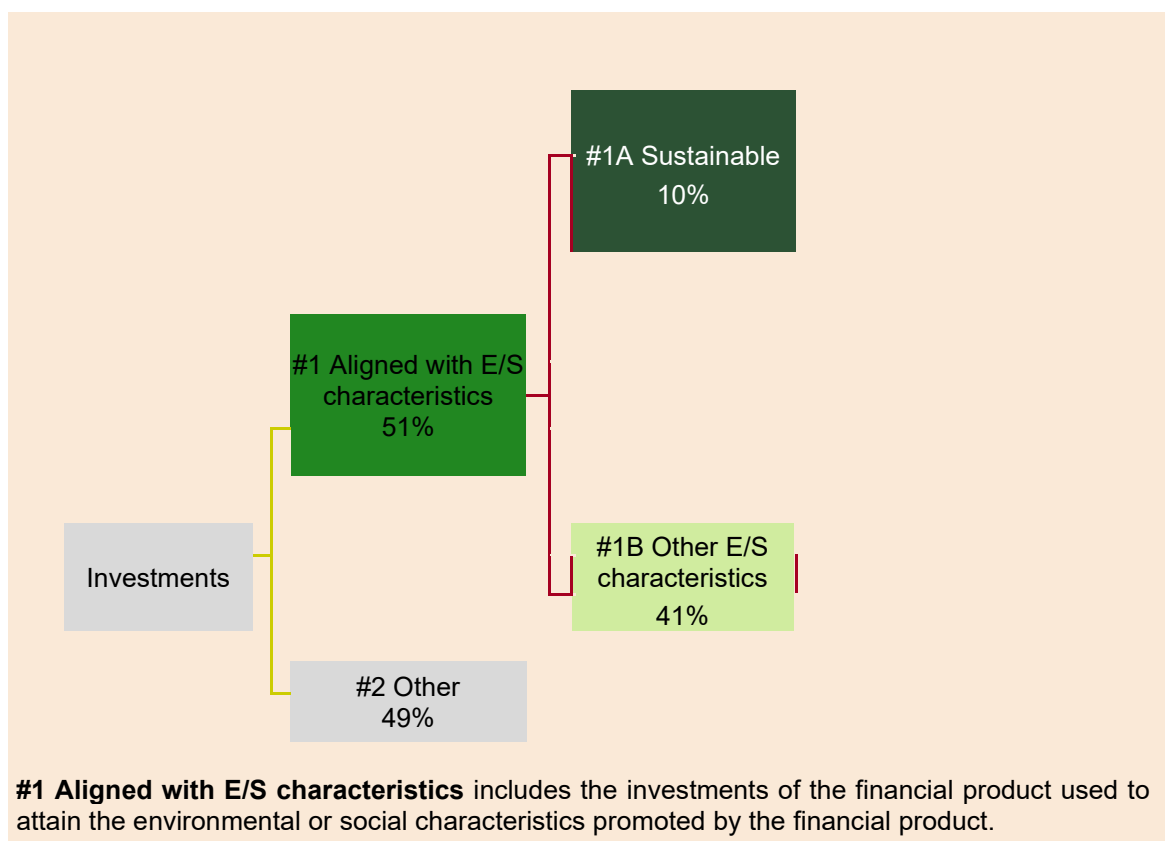 #1A Sustainable
10%
#1 Aligned with E/S
characteristics
51%
Investments
#1B Other E/S
characteristics
41%
#2 Other
49%
#1 Aligned with E/S characteristics includes the investments of the financial product used to
attain the environmental or social characteristics promoted by the financial product.